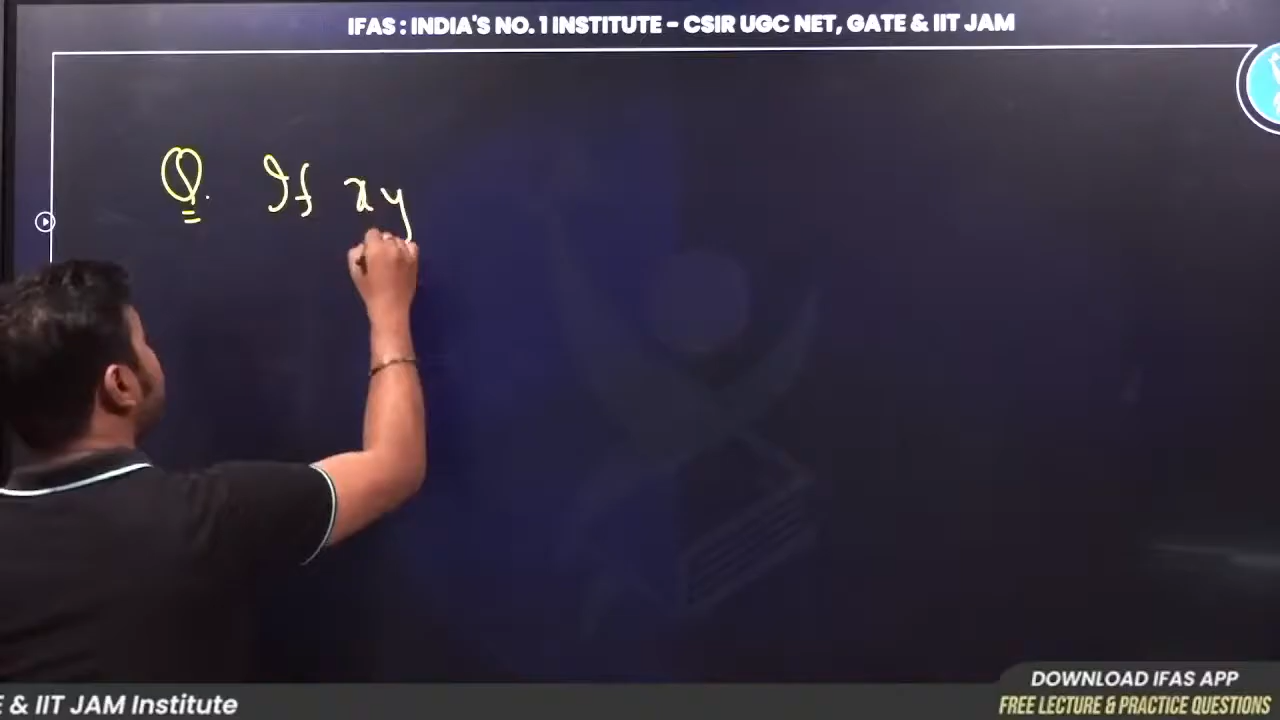 IFAS : INDIA'S NO. 1 INSTITUTE - CSIR UGC NET, GATE & IIT JAM
Q. If xy
DOWNLOAD IFAS APP
E & IIT JAM Institute
FREE LECTURE & PRACTICE QUESTIONS